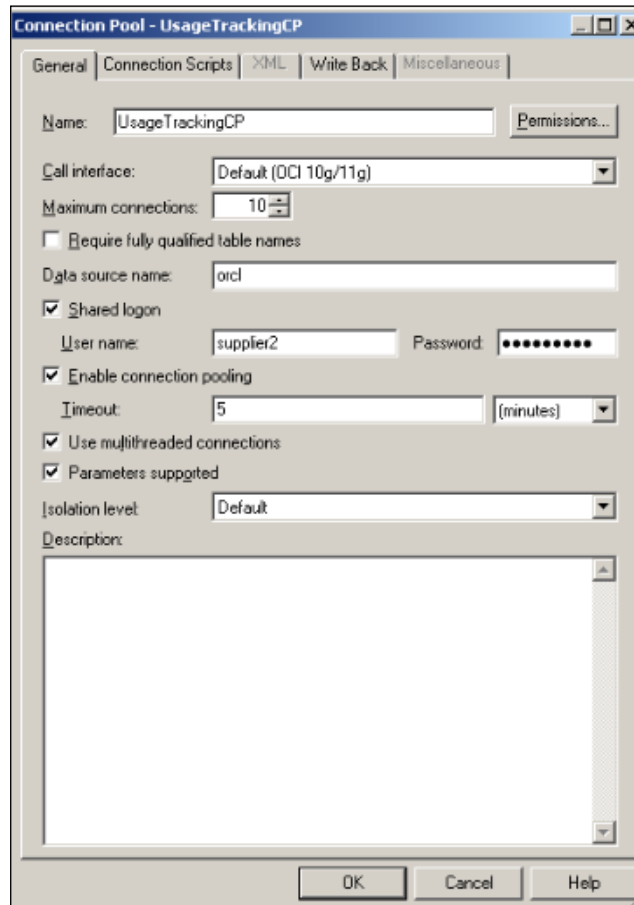 Connection Pool - UsageTrackingCP
General Connection Scripts XML Write Back Miscellaneous
Name: UsageTrackingCP Permissions...
Call interface: Default (OCI 10g/11g)
Maximum connections: 10
Require fully qualified table names
Data source name: orcl
Shared logon
User name: supplier2 Password: ●●●●●●●●●
Enable connection pooling
Timeout: 5 (minutes)
Use multithreaded connections
Parameters supported
Isolation level: Default
Description:
OK Cancel Help